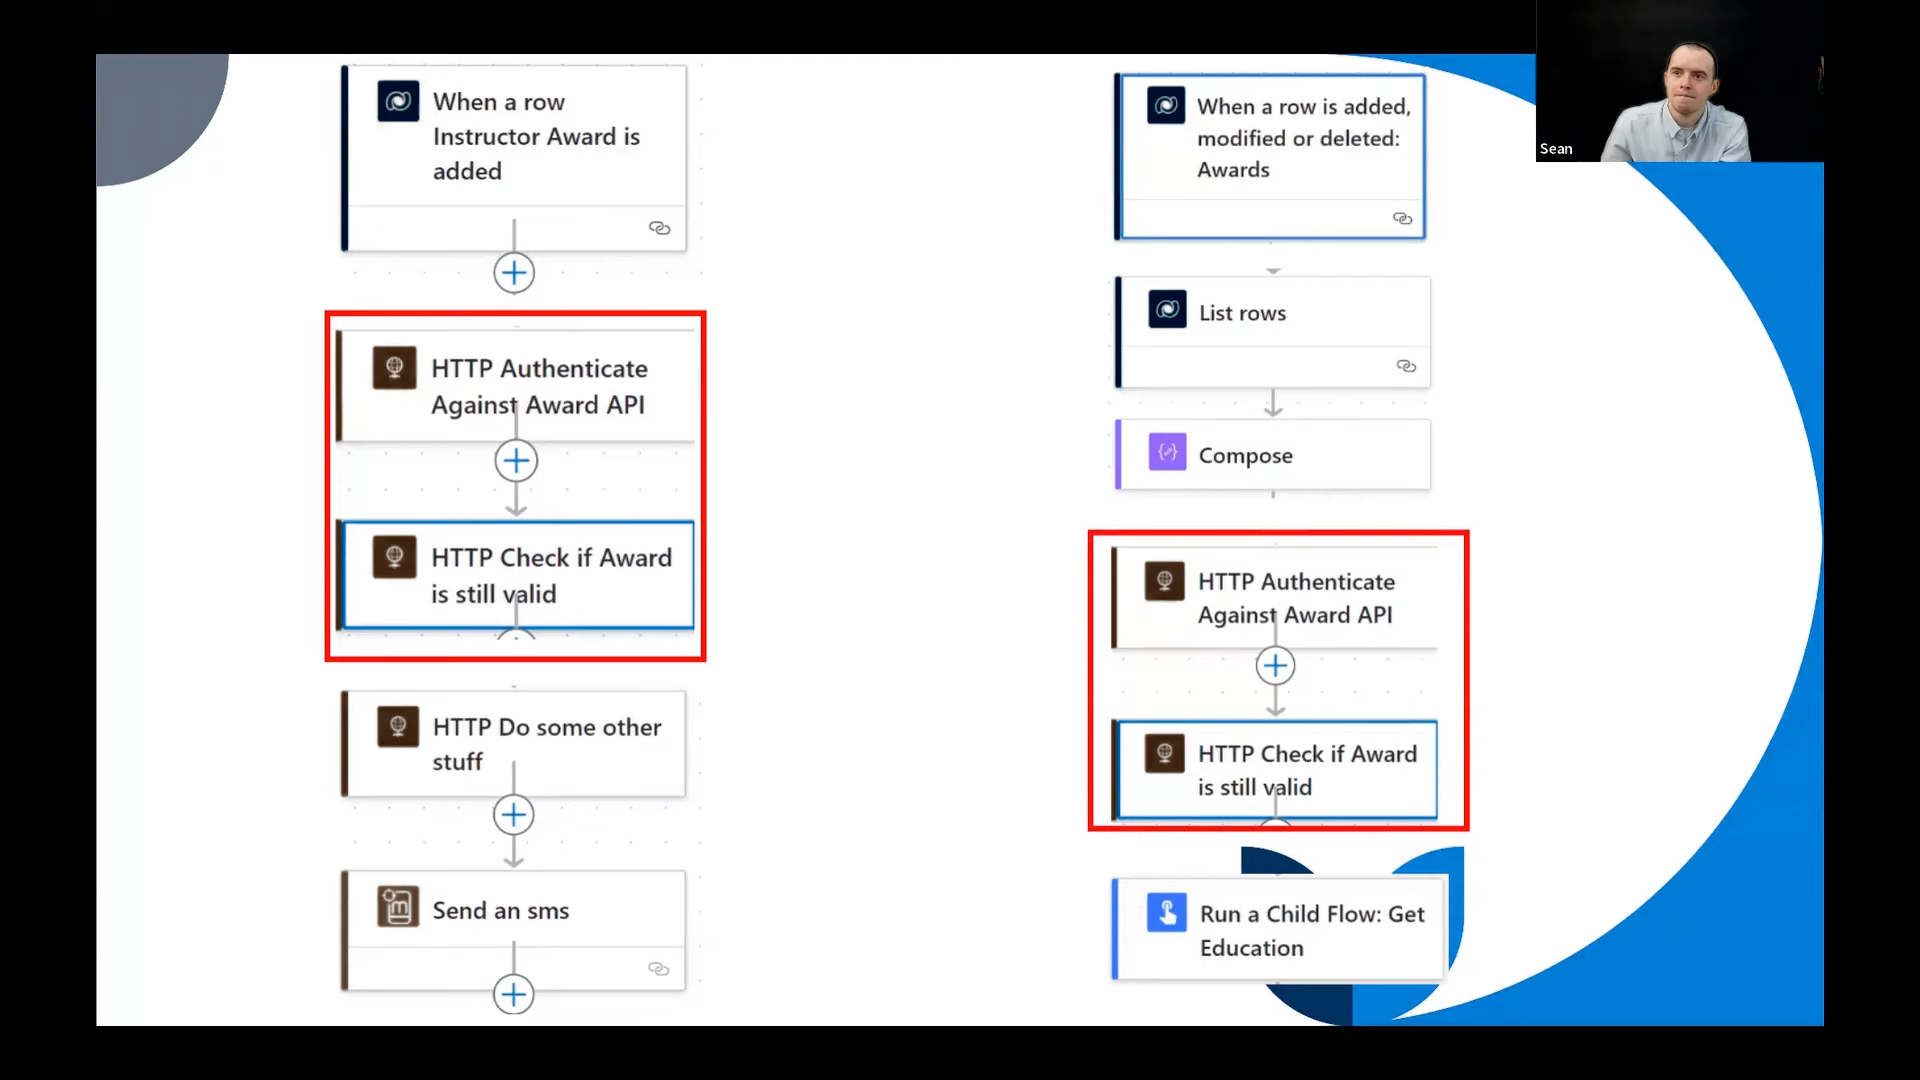 When a row
Instructor Award is
added
HTTP Authenticate
Against Award API
HTTP Check if Award
is still valid
HTTP Do some other
stuff
Send an sms
When a row is added,
modified or deleted:
Awards
List rows
Compose
HTTP Authenticate
Against Award API
HTTP Check if Award
is still valid
Run a Child Flow: Get
Education
Sean